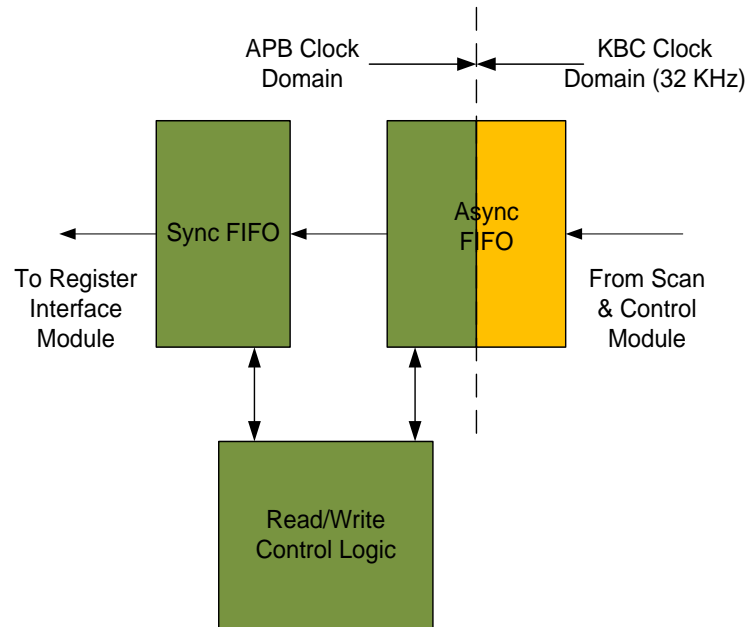 APB Clock
Domain
KBC Clock
Domain (32 KHz)
Sync FIFO
Async
FIFO
To Register
Interface
Module
From Scan
& Control
Module
Read/Write
Control Logic